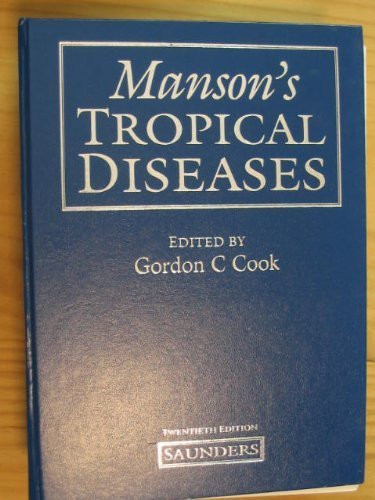 Manson's
TROPICAL
DISEASES
EDITED BY
Gordon C Cook
TWENTIETH EDITION
SAUNDERS